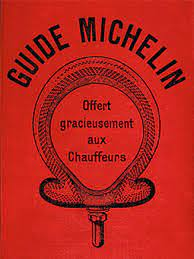 GUIDE MICHELIN
Offert
gracieusement
aux
Chauffeurs